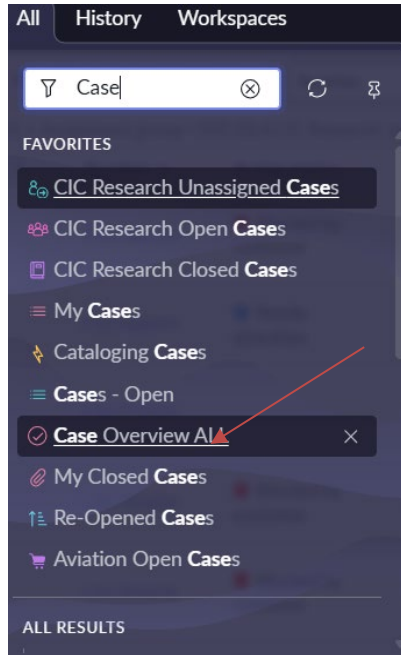 All History Workspaces
Case
FAVORITES
CIC Research Unassigned Cases
CIC Research Open Cases
CIC Research Closed Cases
My Cases
Cataloging Cases
Cases - Open
Case Overview ALL
My Closed Cases
Re-Opened Cases
Aviation Open Cases
ALL RESULTS